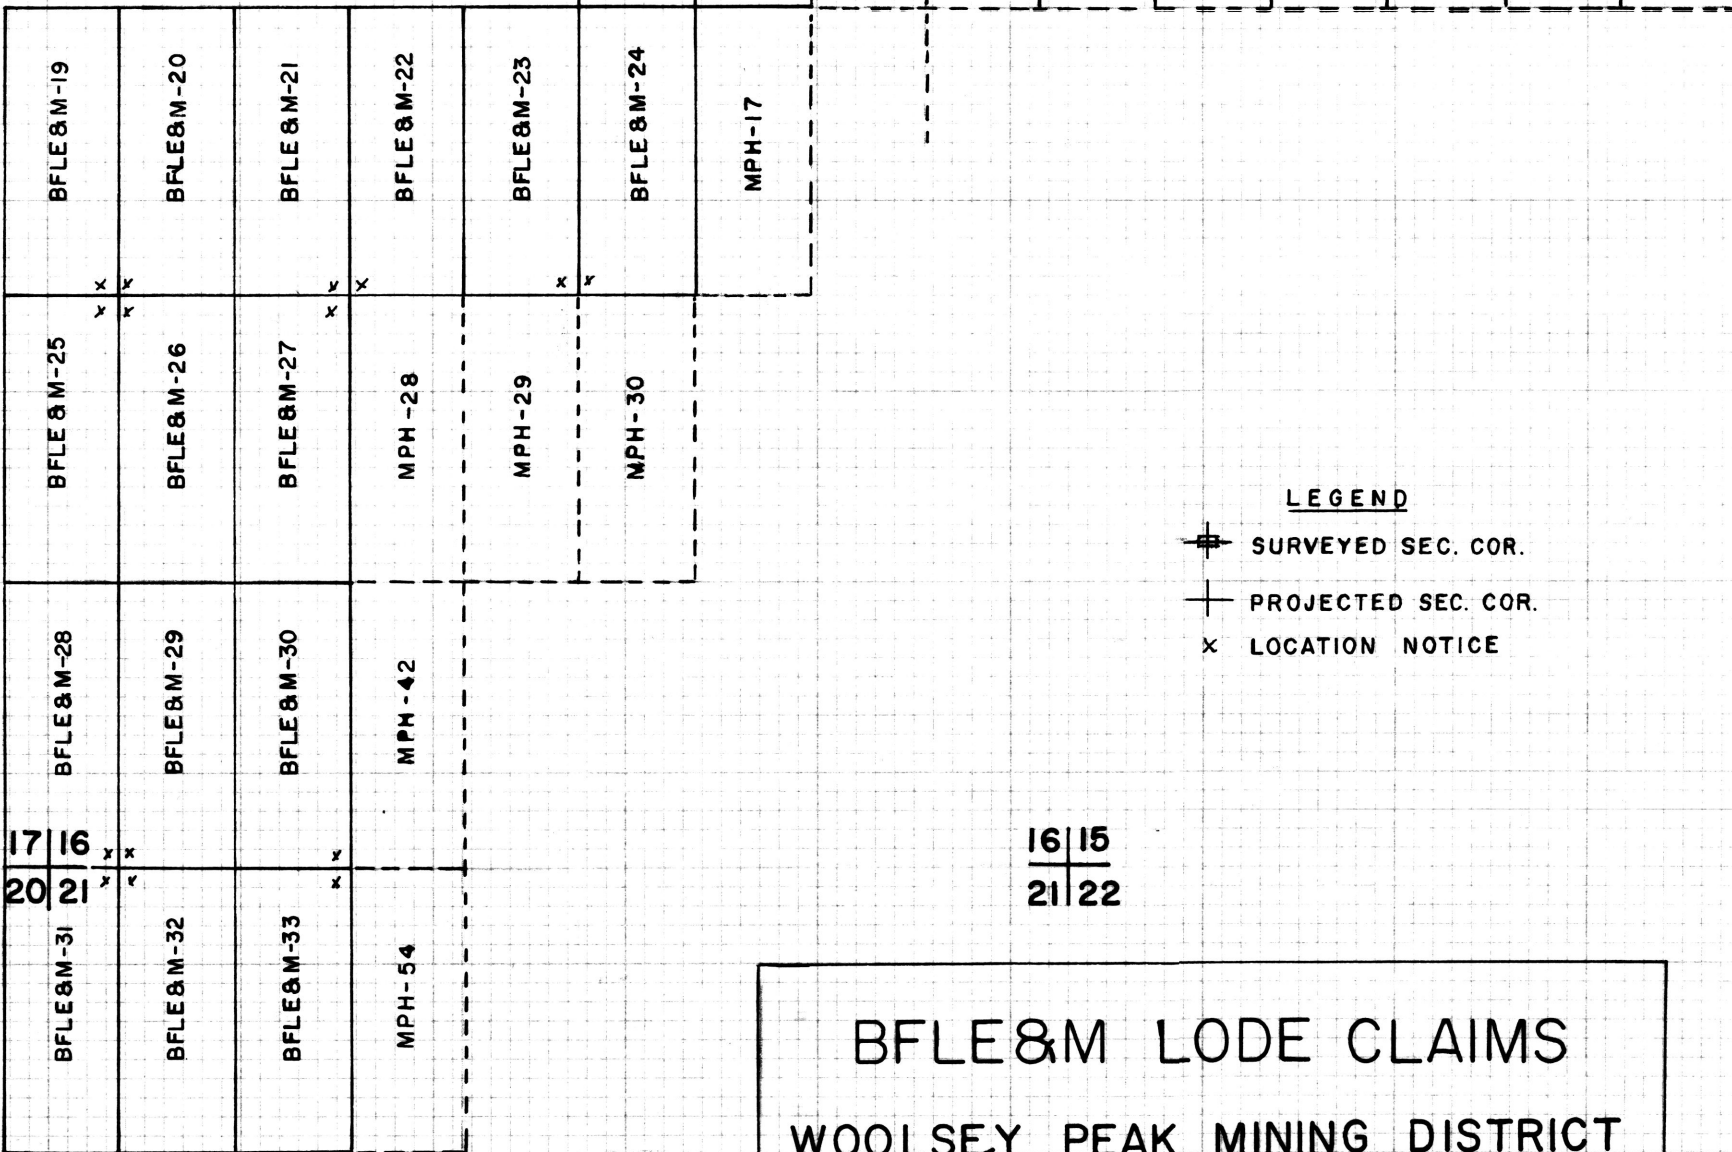 BFLE&M-19
BFLE&M-20
BFLE&M-21
BFLE&M-22
BFLE&M-23
BFLE&M-24
MPH-17
x x x x x x
x x x
BFLE&M-25
BFLE&M-26
BFLE&M-27
MPH-28
MPH-29
MPH-30
LEGEND
SURVEYED SEC. COR.
PROJECTED SEC. COR.
x LOCATION NOTICE
BFLE&M-28
BFLE&M-29
BFLE&M-30
MPH-42
17 16 x x x
20 21 x x x
16 15
21 22
BFLE&M-31
BFLE&M-32
BFLE&M-33
MPH-54
BFLE&M LODE CLAIMS
WOOLSEY PEAK MINING DISTRICT